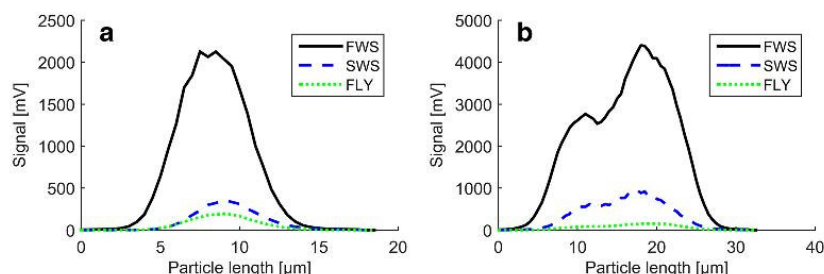 a
Signal [mV]
2500
2000
1500
1000
500
0
0 5 10 15 20
Particle length [µm]
FWS
SWS
FLY
b
Signal [mV]
5000
4000
3000
2000
1000
0
0 10 20 30 40
Particle length [µm]
FWS
SWS
FLY